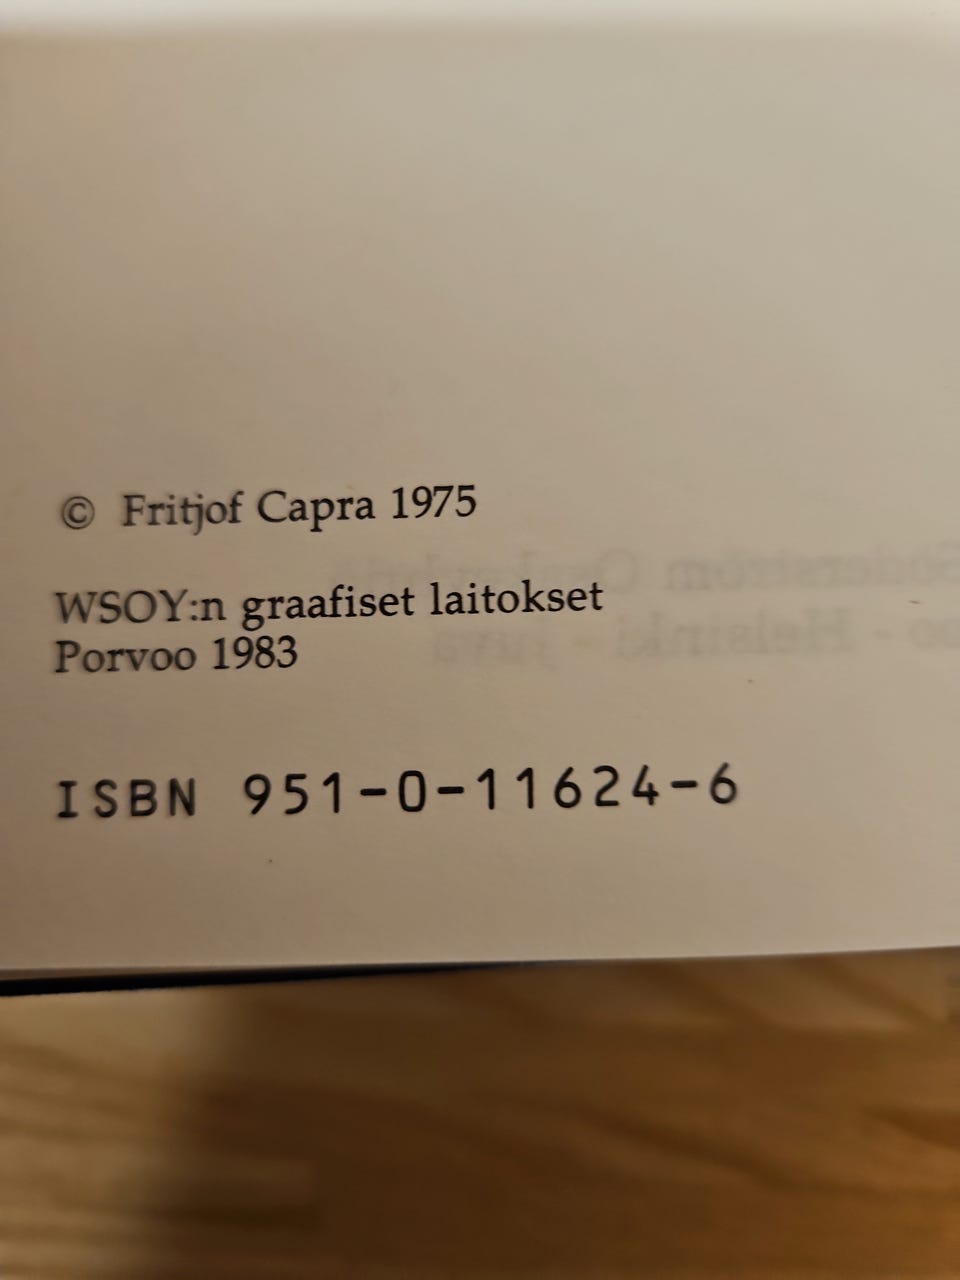 © Fritjof Capra 1975
WSOY:n graafiset laitokset
Porvoo 1983
ISBN 951-0-11624-6